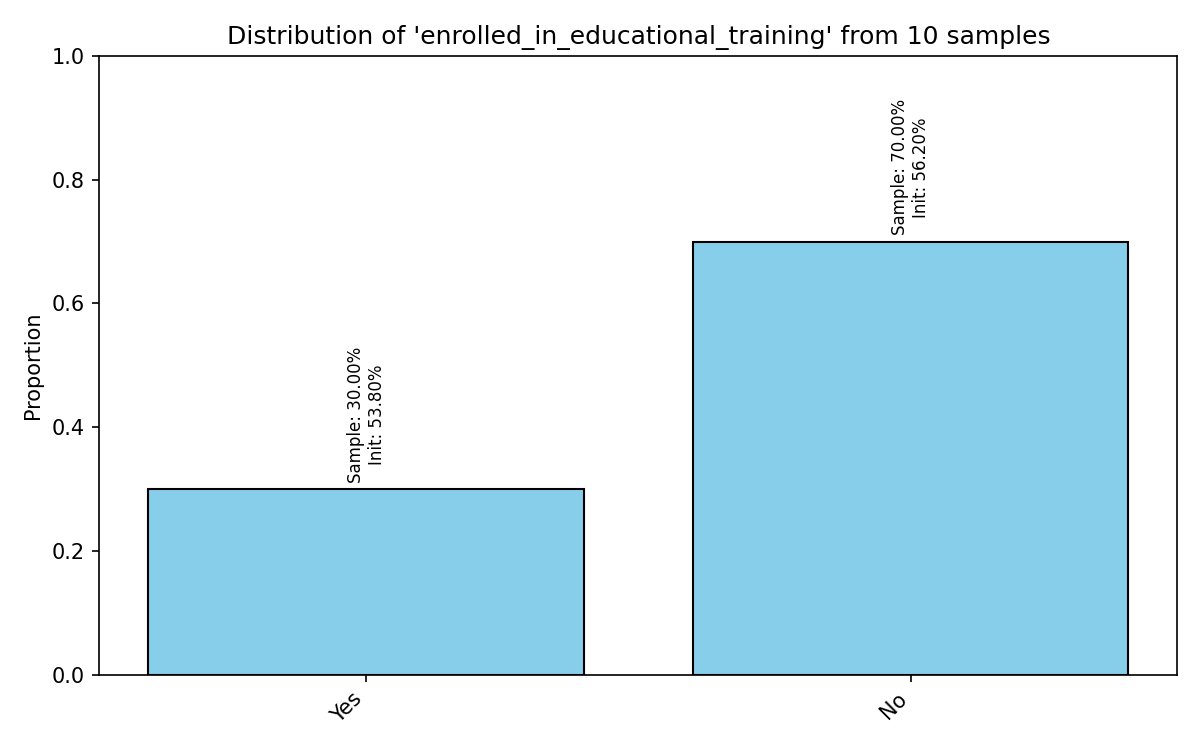 Distribution of 'enrolled_in_educational_training' from 10 samples
1.0
0.8
0.6
0.4
0.2
0.0
Proportion
Sample: 30.00%
Init: 53.80%
Sample: 70.00%
Init: 56.20%
Yes
No